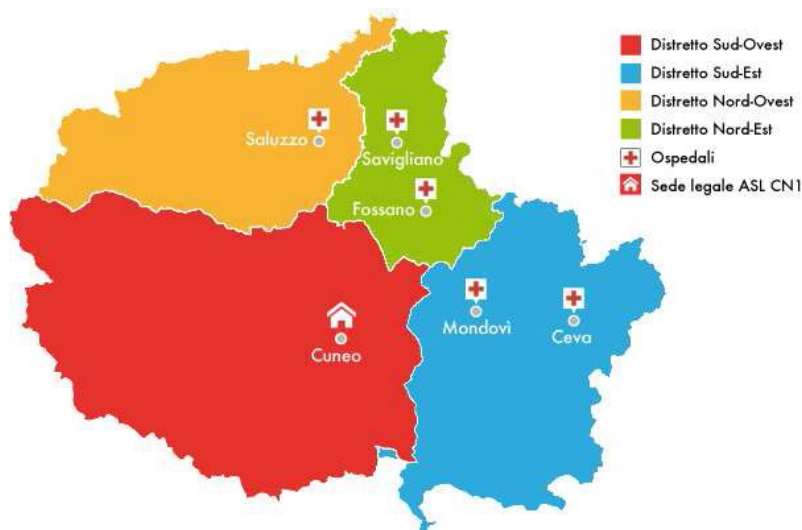 Distretto Sud-Ovest
Distretto Sud-Est
Distretto Nord-Ovest
Distretto Nord-Est
Ospedali
Sede legale ASL CN1
Saluzzo
Savigliano
Fossano
Mondovì
Ceva
Cuneo